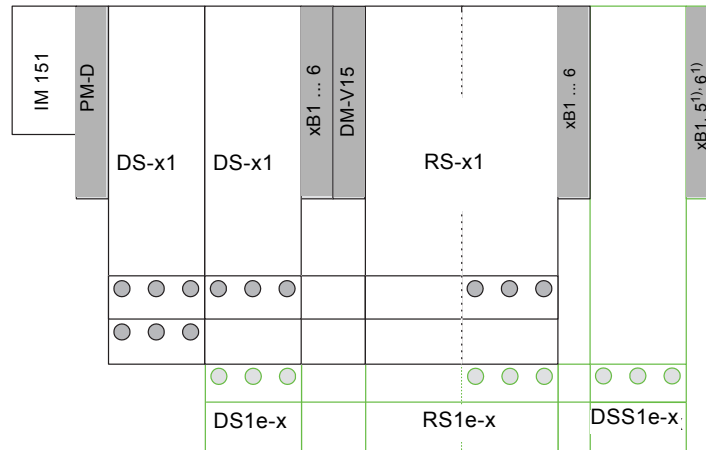 IM 151
PM-D
DS-x1
DS-x1
xB1 ... 6
DM-V15
RS-x1
xB1 ... 6
xB1, 5¹⁾, 6¹⁾
DS1e-x
RS1e-x
DSS1e-x